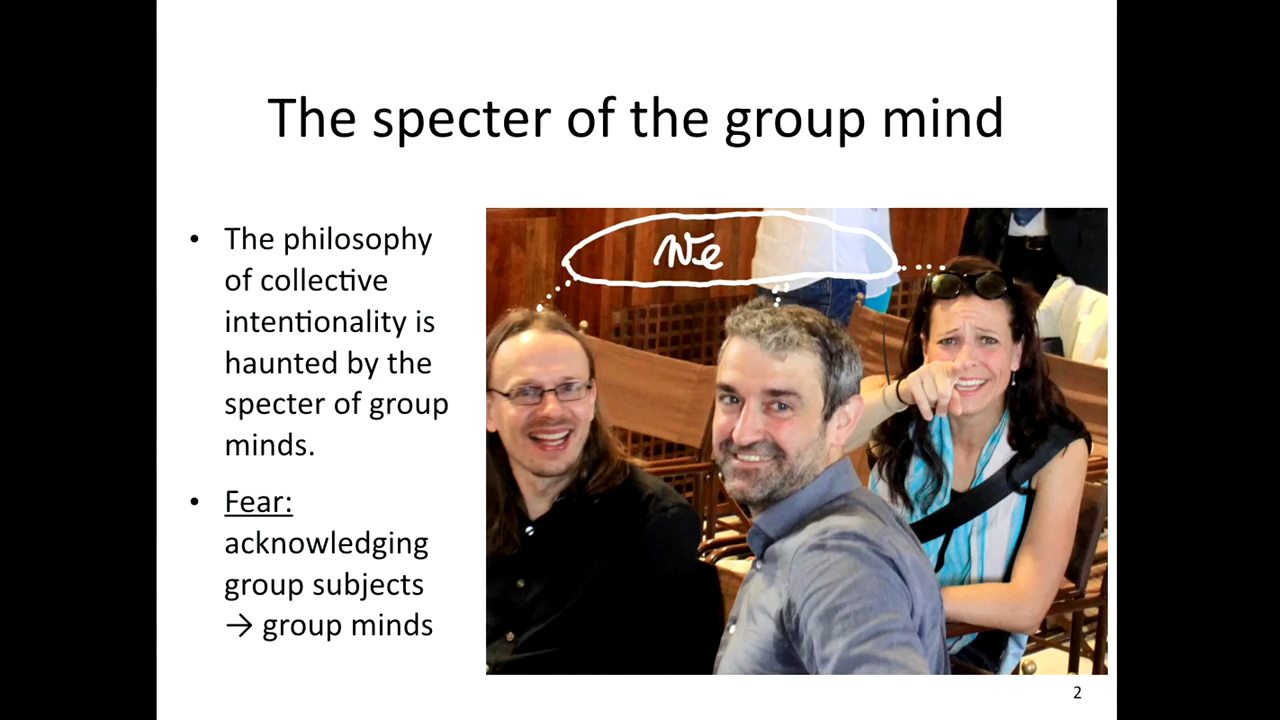 The specter of the group mind
• The philosophy
of collective
intentionality is
haunted by the
specter of group
minds.
• Fear:
acknowledging
group subjects
→ group minds
We
2